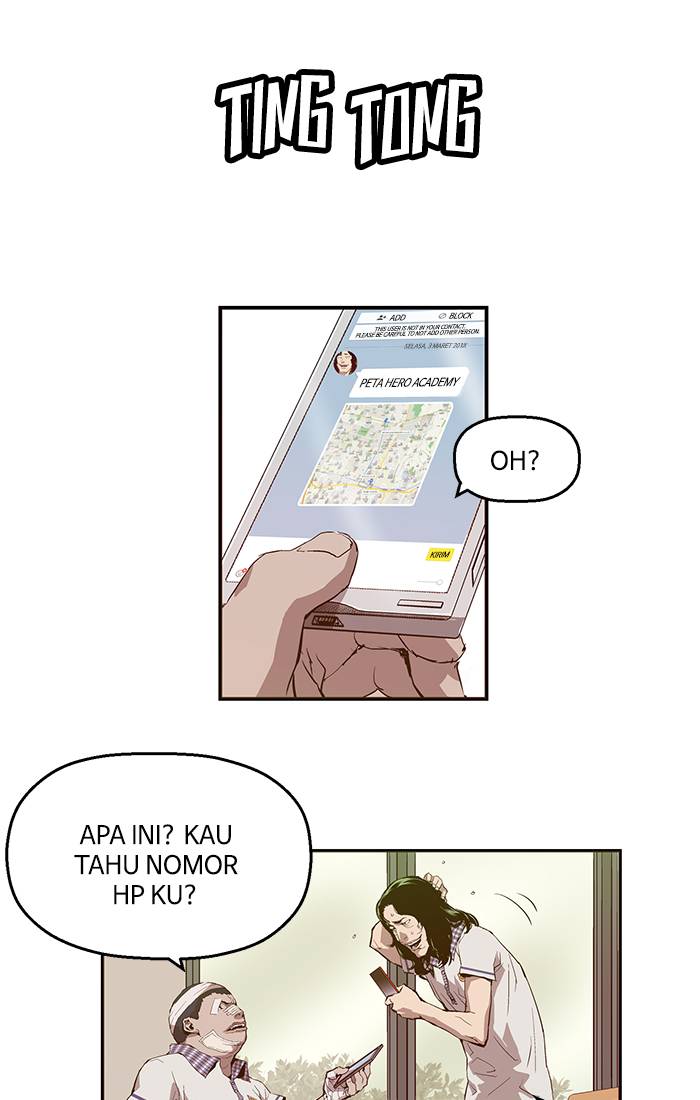 TING TONG
ADD
BLOCK
THIS USER IS NOT IN YOUR CONTACT.
PLEASE BE CAREFUL TO NOT ADD OTHER PERSON.
SELASA, 3 MARET 2018
PETA HERO ACADEMY
OH?
KIRIM
APA INI? KAU
TAHU NOMOR
HP KU?